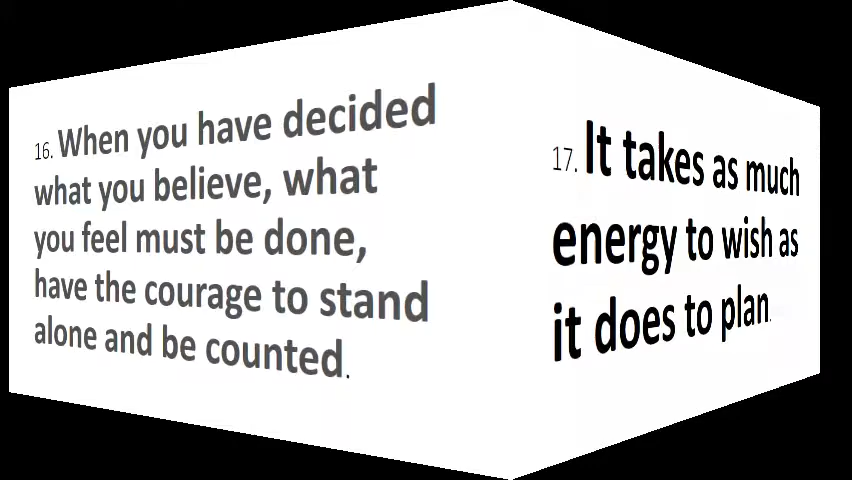 16. When you have decided
what you believe, what
you feel must be done,
have the courage to stand
alone and be counted.
17. It takes as much
energy to wish as
it does to plan.